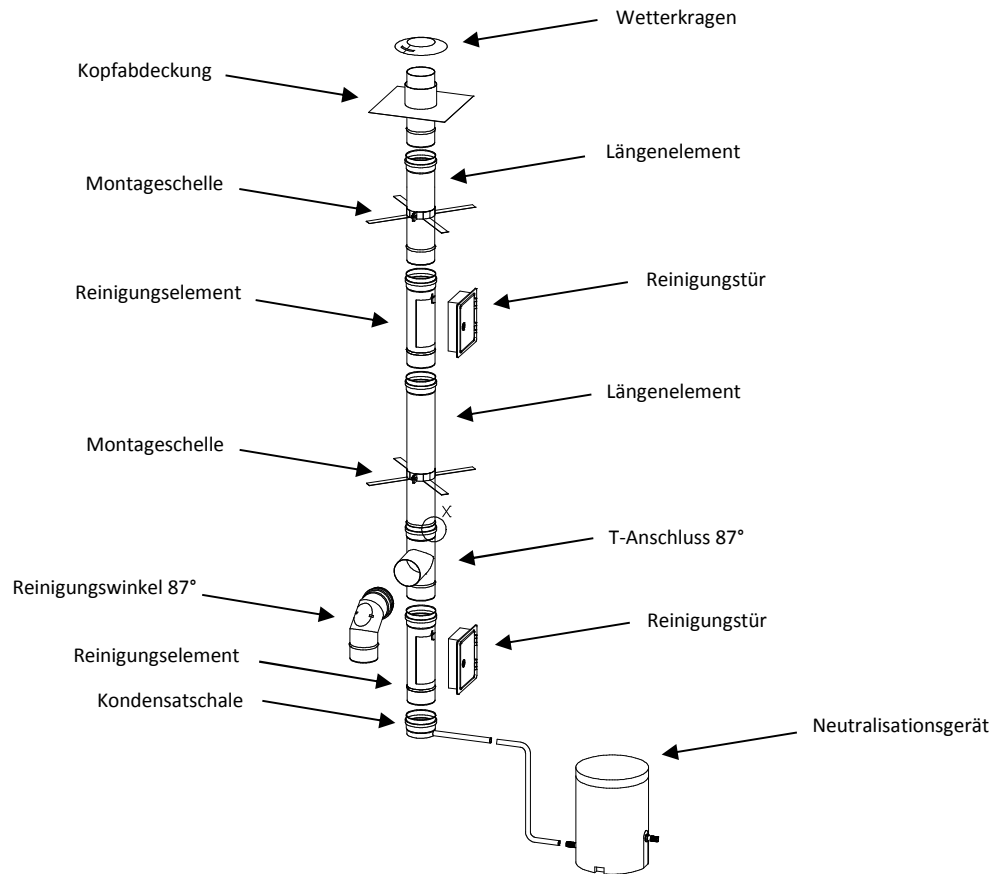 Wetterkragen
Kopfabdeckung
Längenelement
Montageschelle
Reinigungstür
Reinigungselement
Längenelement
Montageschelle
X
T-Anschluss 87°
Reinigungswinkel 87°
Reinigungstür
Reinigungselement
Kondensatschale
Neutralisationsgerät